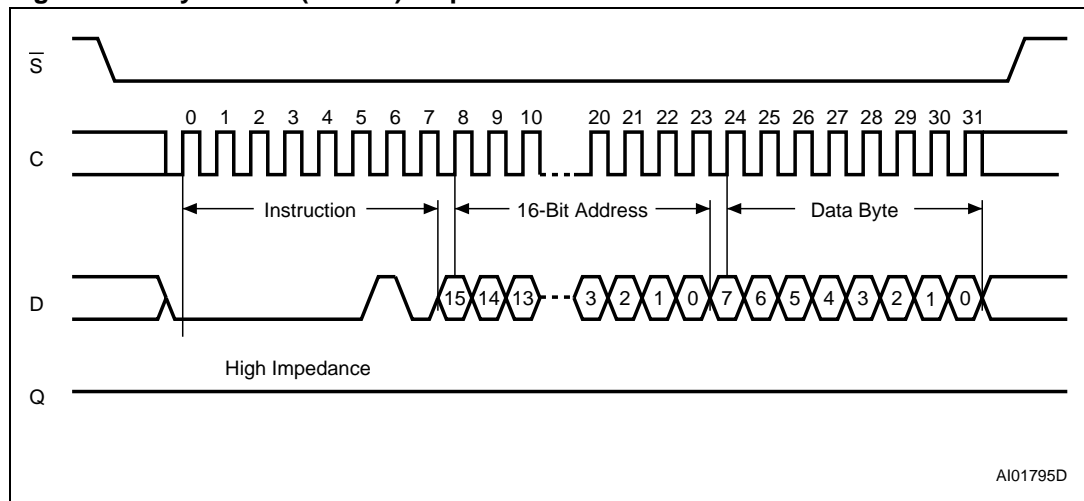 S
0 1 2 3 4 5 6 7 8 9 10 20 21 22 23 24 25 26 27 28 29 30 31
C
Instruction 16-Bit Address Data Byte
D
15 14 13 3 2 1 0 7 6 5 4 3 2 1 0
High Impedance
Q
AI01795D